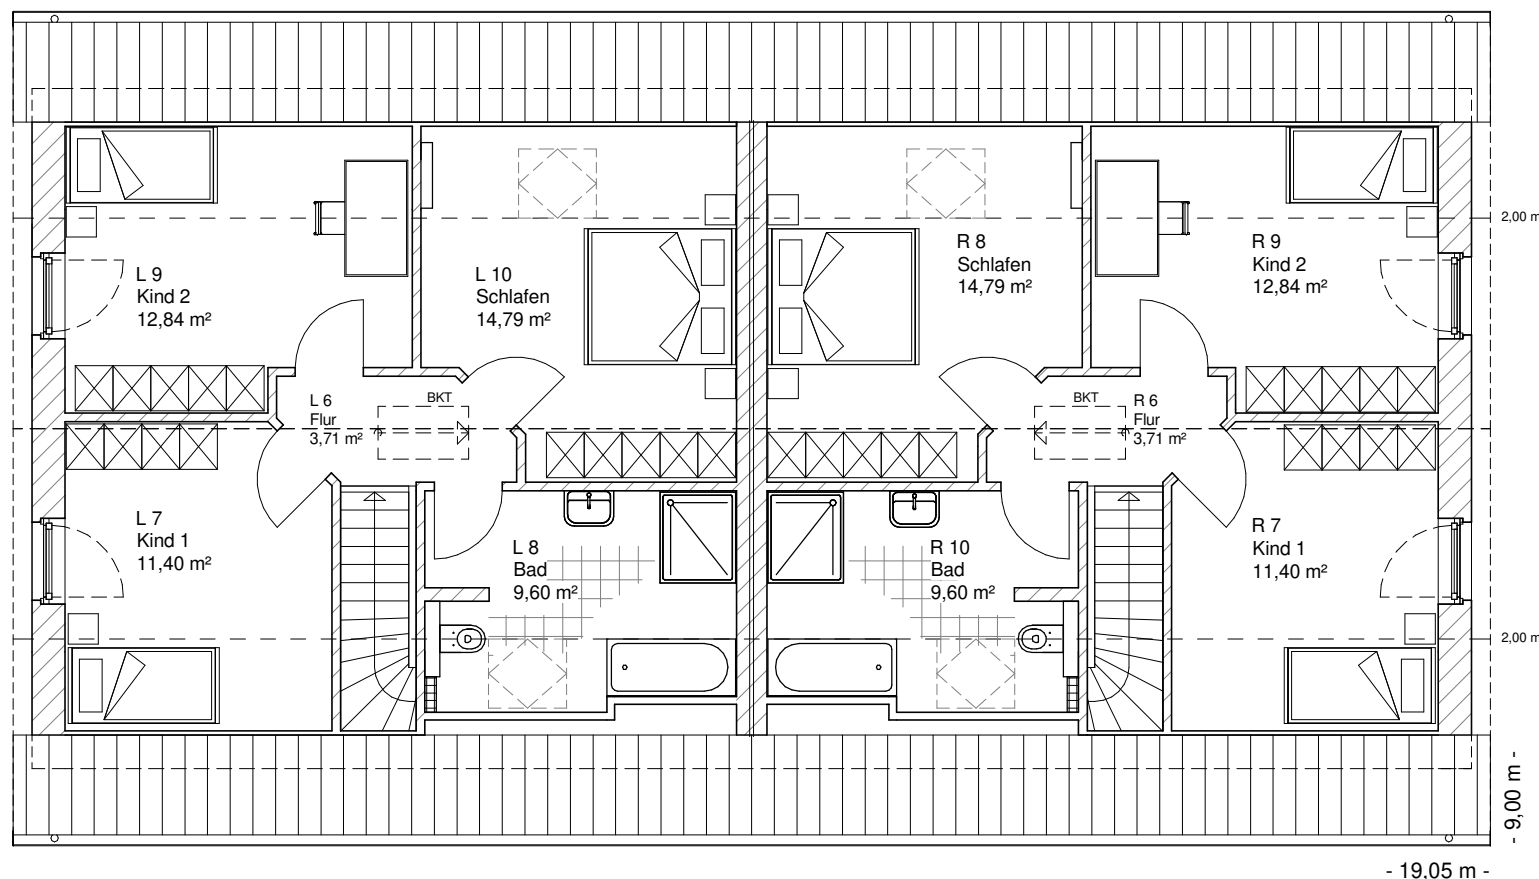 2,00 m
L 9
Kind 2
12,84 m²
L 10
Schlafen
14,79 m²
R 8
Schlafen
14,79 m²
R 9
Kind 2
12,84 m²
L 6
Flur
3,71 m²
BKT
BKT
R 6
Flur
3,71 m²
L 7
Kind 1
11,40 m²
L 8
Bad
9,60 m²
R 10
Bad
9,60 m²
R 7
Kind 1
11,40 m²
2,00 m
- 9,00 m -
- 19,05 m -